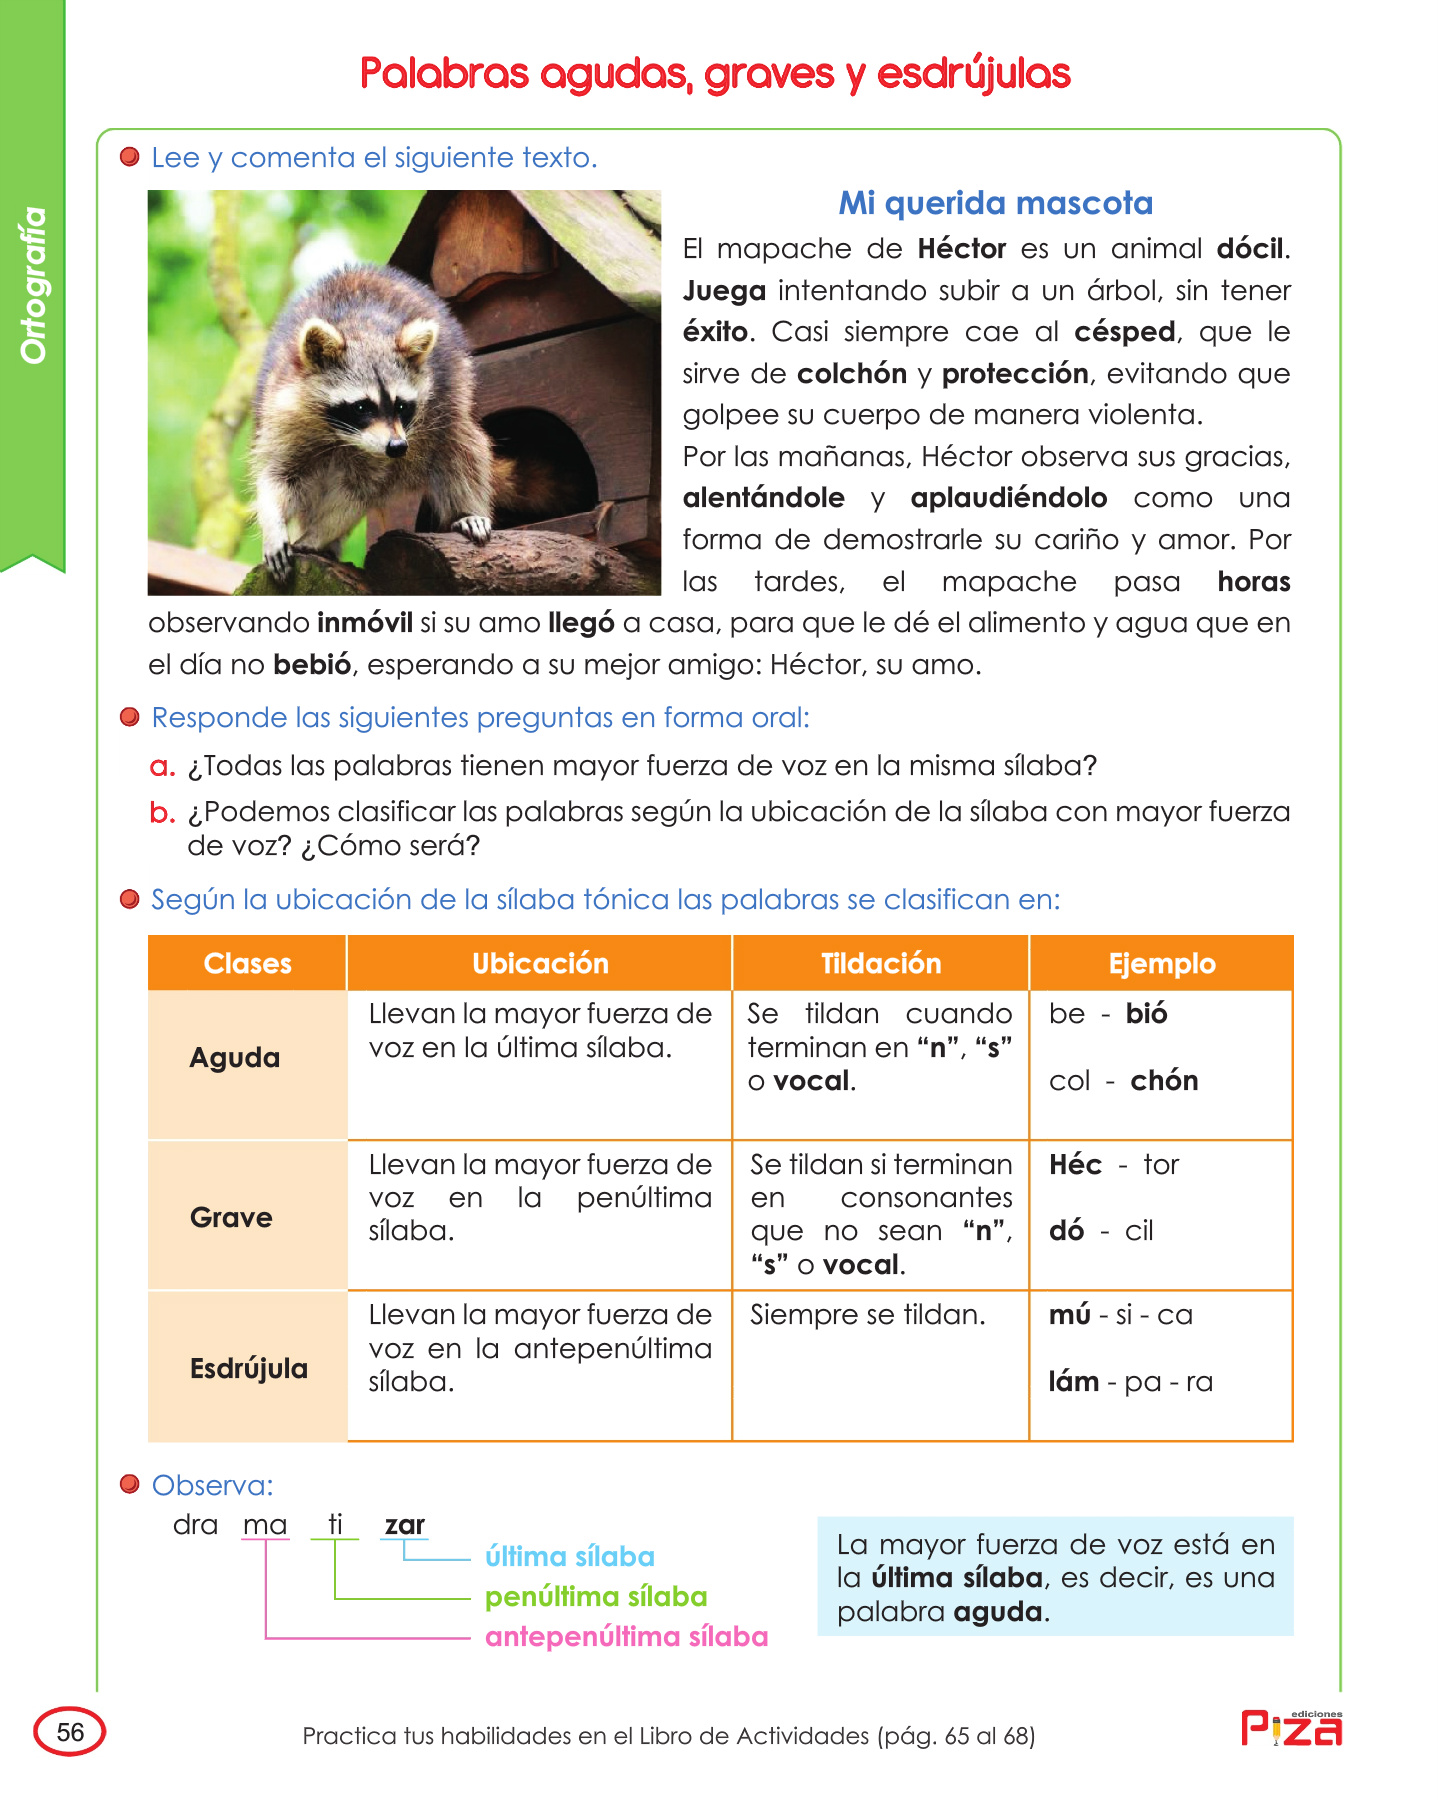 Palabras agudas, graves y esdrújulas
Ortografía
Lee y comenta el siguiente texto.
Mi querida mascota
El mapache de Héctor es un animal dócil.
Juega intentando subir a un árbol, sin tener
éxito. Casi siempre cae al césped, que le
sirve de colchón y protección, evitando que
golpee su cuerpo de manera violenta.
Por las mañanas, Héctor observa sus gracias,
alentándole y aplaudiéndolo como una
forma de demostrarle su cariño y amor. Por
las tardes, el mapache pasa horas
observando inmóvil si su amo llegó a casa, para que le dé el alimento y agua que en
el día no bebió, esperando a su mejor amigo: Héctor, su amo.
Responde las siguientes preguntas en forma oral:
a. ¿Todas las palabras tienen mayor fuerza de voz en la misma sílaba?
b. ¿Podemos clasificar las palabras según la ubicación de la sílaba con mayor fuerza
de voz? ¿Cómo será?
Según la ubicación de la sílaba tónica las palabras se clasifican en:
Clases Ubicación Tildación Ejemplo
Aguda
Llevan la mayor fuerza de
voz en la última sílaba.
Se tildan cuando
terminan en “n”, “s”
o vocal.
be - bió
col - chón
Grave
Llevan la mayor fuerza de
voz en la penúltima
sílaba.
Se tildan si terminan
en consonantes
que no sean “n”,
“s” o vocal.
Héc - tor
dó - cil
Esdrújula
Llevan la mayor fuerza de
voz en la antepenúltima
sílaba.
Siempre se tildan.
mú - si - ca
lám - pa - ra
Observa:
dra ma ti zar
última sílaba
penúltima sílaba
antepenúltima sílaba
La mayor fuerza de voz está en
la última sílaba, es decir, es una
palabra aguda.
56
Practica tus habilidades en el Libro de Actividades (pág. 65 al 68)
ediciones
Piza